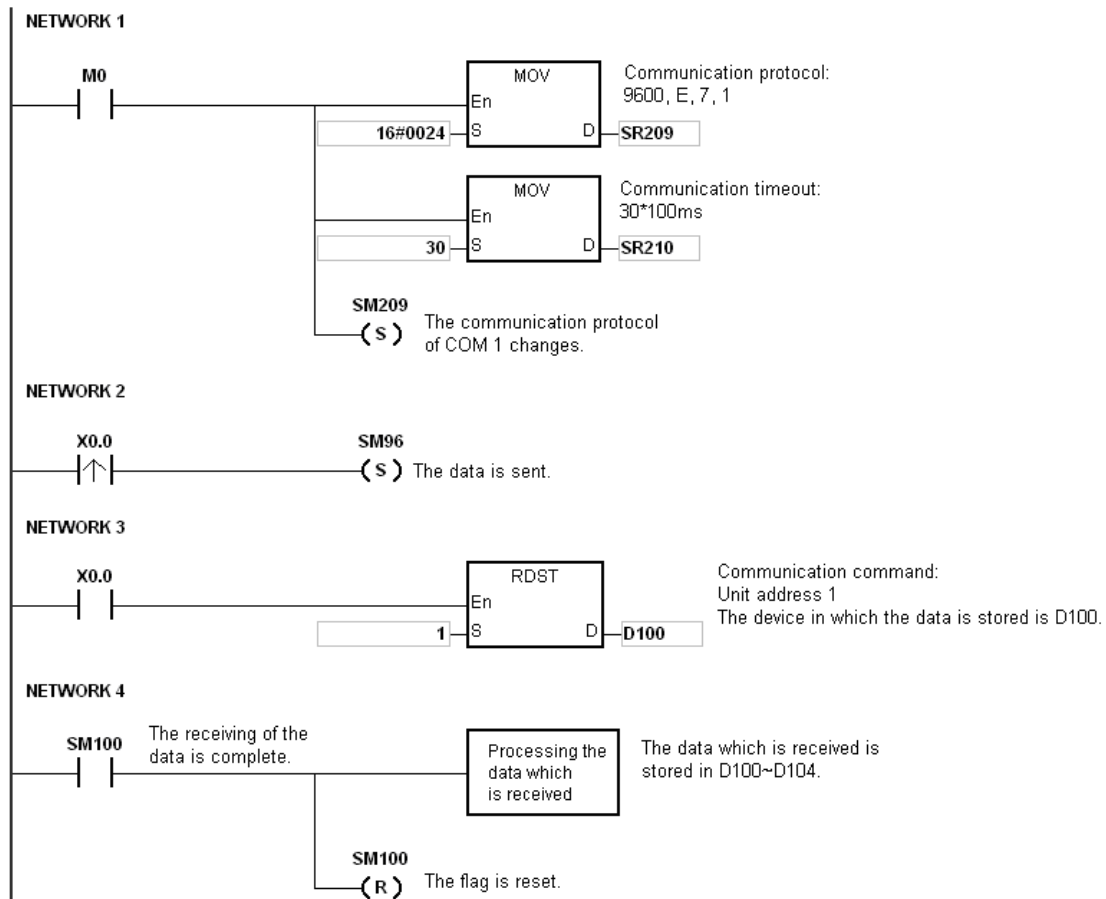 NETWORK 1
M0
MOV
En
S
D
16#0024
SR209
Communication protocol:
9600, E, 7, 1
MOV
En
S
D
30
SR210
Communication timeout:
30*100ms
SM209
S
The communication protocol
of COM 1 changes.
NETWORK 2
X0.0
SM96
S
The data is sent.
NETWORK 3
X0.0
RDST
En
S
D
1
D100
Communication command:
Unit address 1
The device in which the data is stored is D100.
NETWORK 4
SM100
The receiving of the
data is complete.
Processing the
data which
is received
The data which is received is
stored in D100~D104.
SM100
R
The flag is reset.